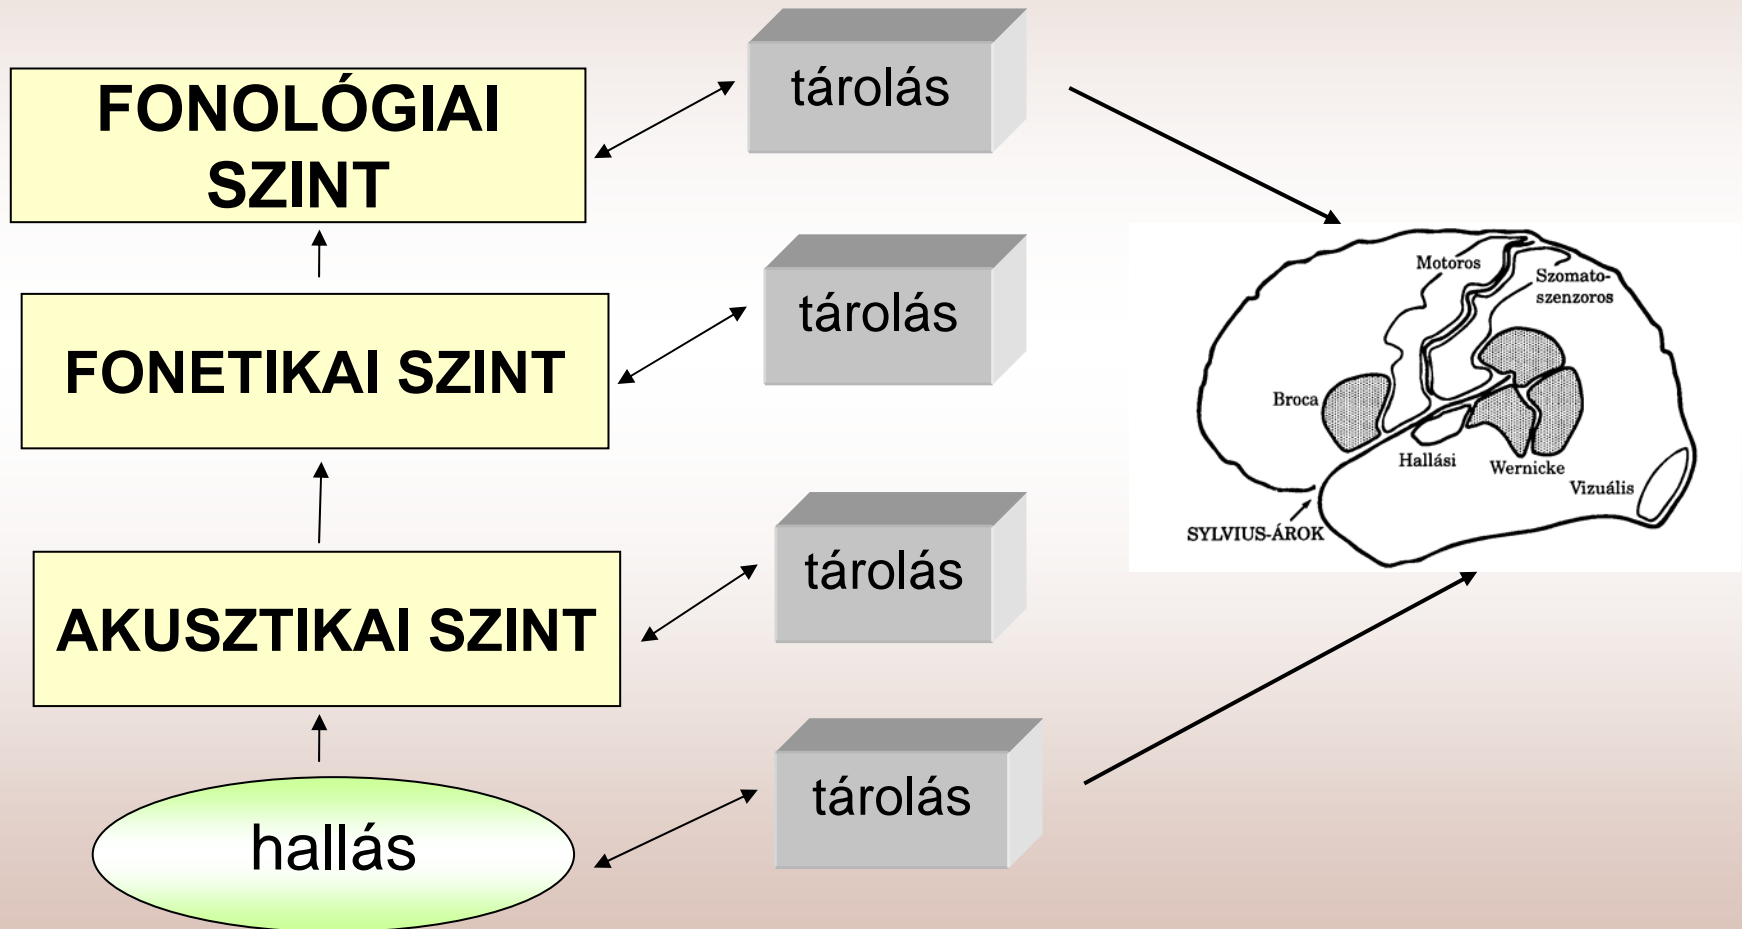 FONOLÓGIAI
SZINT
tárolás
FONETIKAI SZINT
tárolás
AKUSZTIKAI SZINT
tárolás
hallás
tárolás
Motoros
Szomato-
szenzoros
Broca
Hallási
Wernicke
Vizuális
SYLVIUS-ÁROK